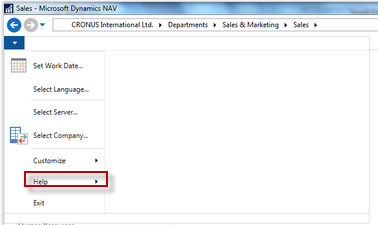 Sales - Microsoft Dynamics NAV
CRONUS International Ltd. Departments Sales & Marketing Sales
Set Work Date...
Select Language...
Select Server...
Select Company...
Customize
Help
Exit